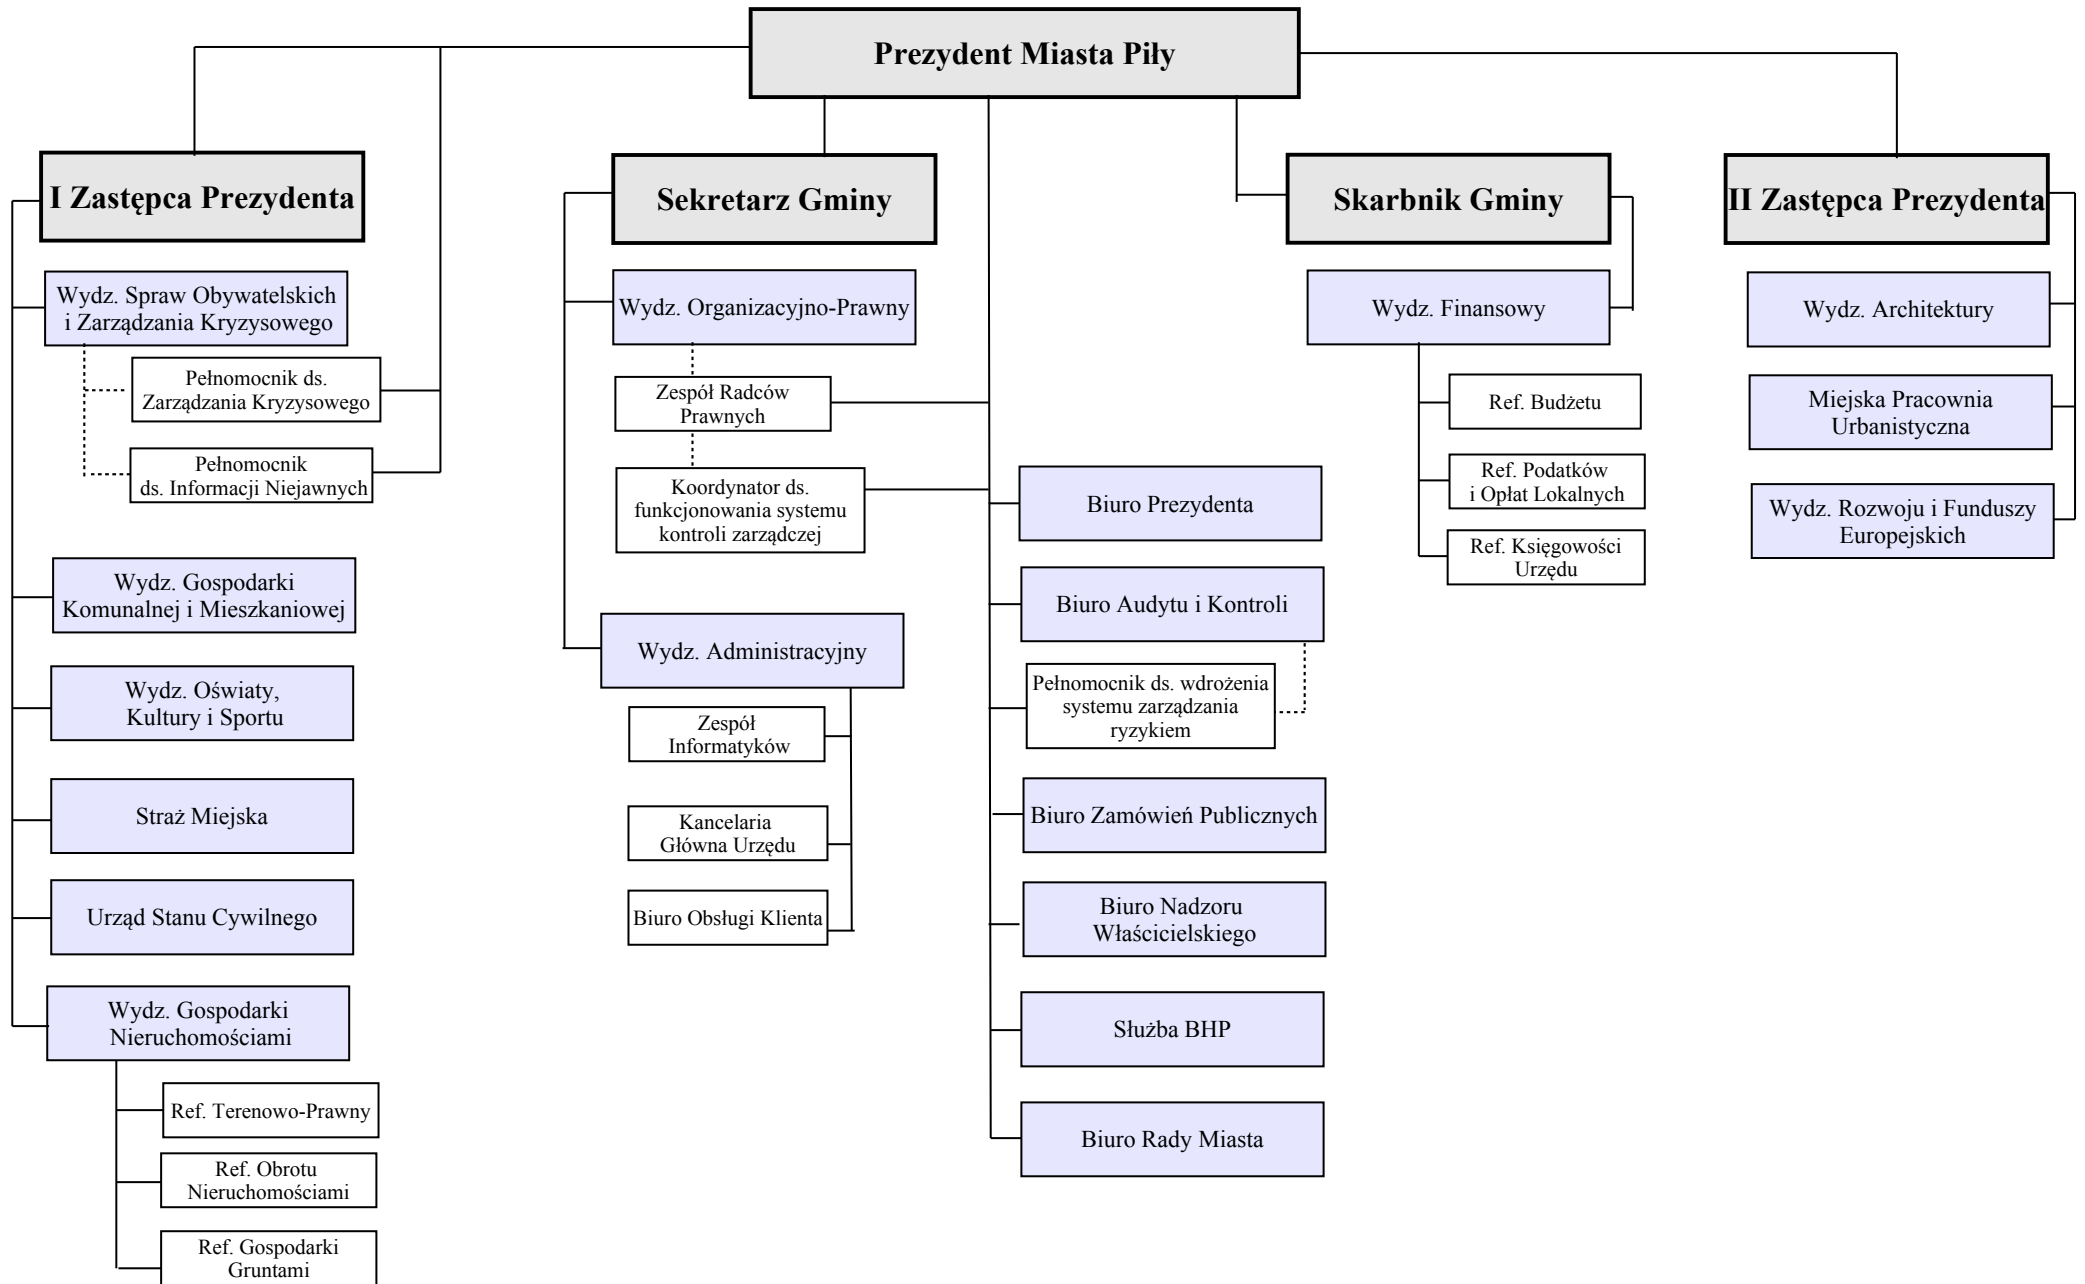 Prezydent Miasta Piły
I Zastępca Prezydenta
Wydz. Spraw Obywatelskich
i Zarządzania Kryzysowego
Pełnomocnik ds.
Zarządzania Kryzysowego
Pełnomocnik
ds. Informacji Niejawnych
Wydz. Gospodarki
Komunalnej i Mieszkaniowej
Wydz. Oświaty,
Kultury i Sportu
Straż Miejska
Urząd Stanu Cywilnego
Wydz. Gospodarki
Nieruchomościami
Ref. Terenowo-Prawny
Ref. Obrotu
Nieruchomościami
Ref. Gospodarki
Gruntami
Sekretarz Gminy
Wydz. Organizacyjno-Prawny
Zespół Radców
Prawnych
Koordynator ds.
funkcjonowania systemu
kontroli zarządczej
Wydz. Administracyjny
Zespół
Informatyków
Kancelaria
Główna Urzędu
Biuro Obsługi Klienta
Biuro Prezydenta
Biuro Audytu i Kontroli
Pełnomocnik ds. wdrożenia
systemu zarządzania
ryzykiem
Biuro Zamówień Publicznych
Biuro Nadzoru
Właścicielskiego
Służba BHP
Biuro Rady Miasta
Skarbnik Gminy
Wydz. Finansowy
Ref. Budżetu
Ref. Podatków
i Opłat Lokalnych
Ref. Księgowości
Urzędu
II Zastępca Prezydenta
Wydz. Architektury
Miejska Pracownia
Urbanistyczna
Wydz. Rozwoju i Funduszy
Europejskich